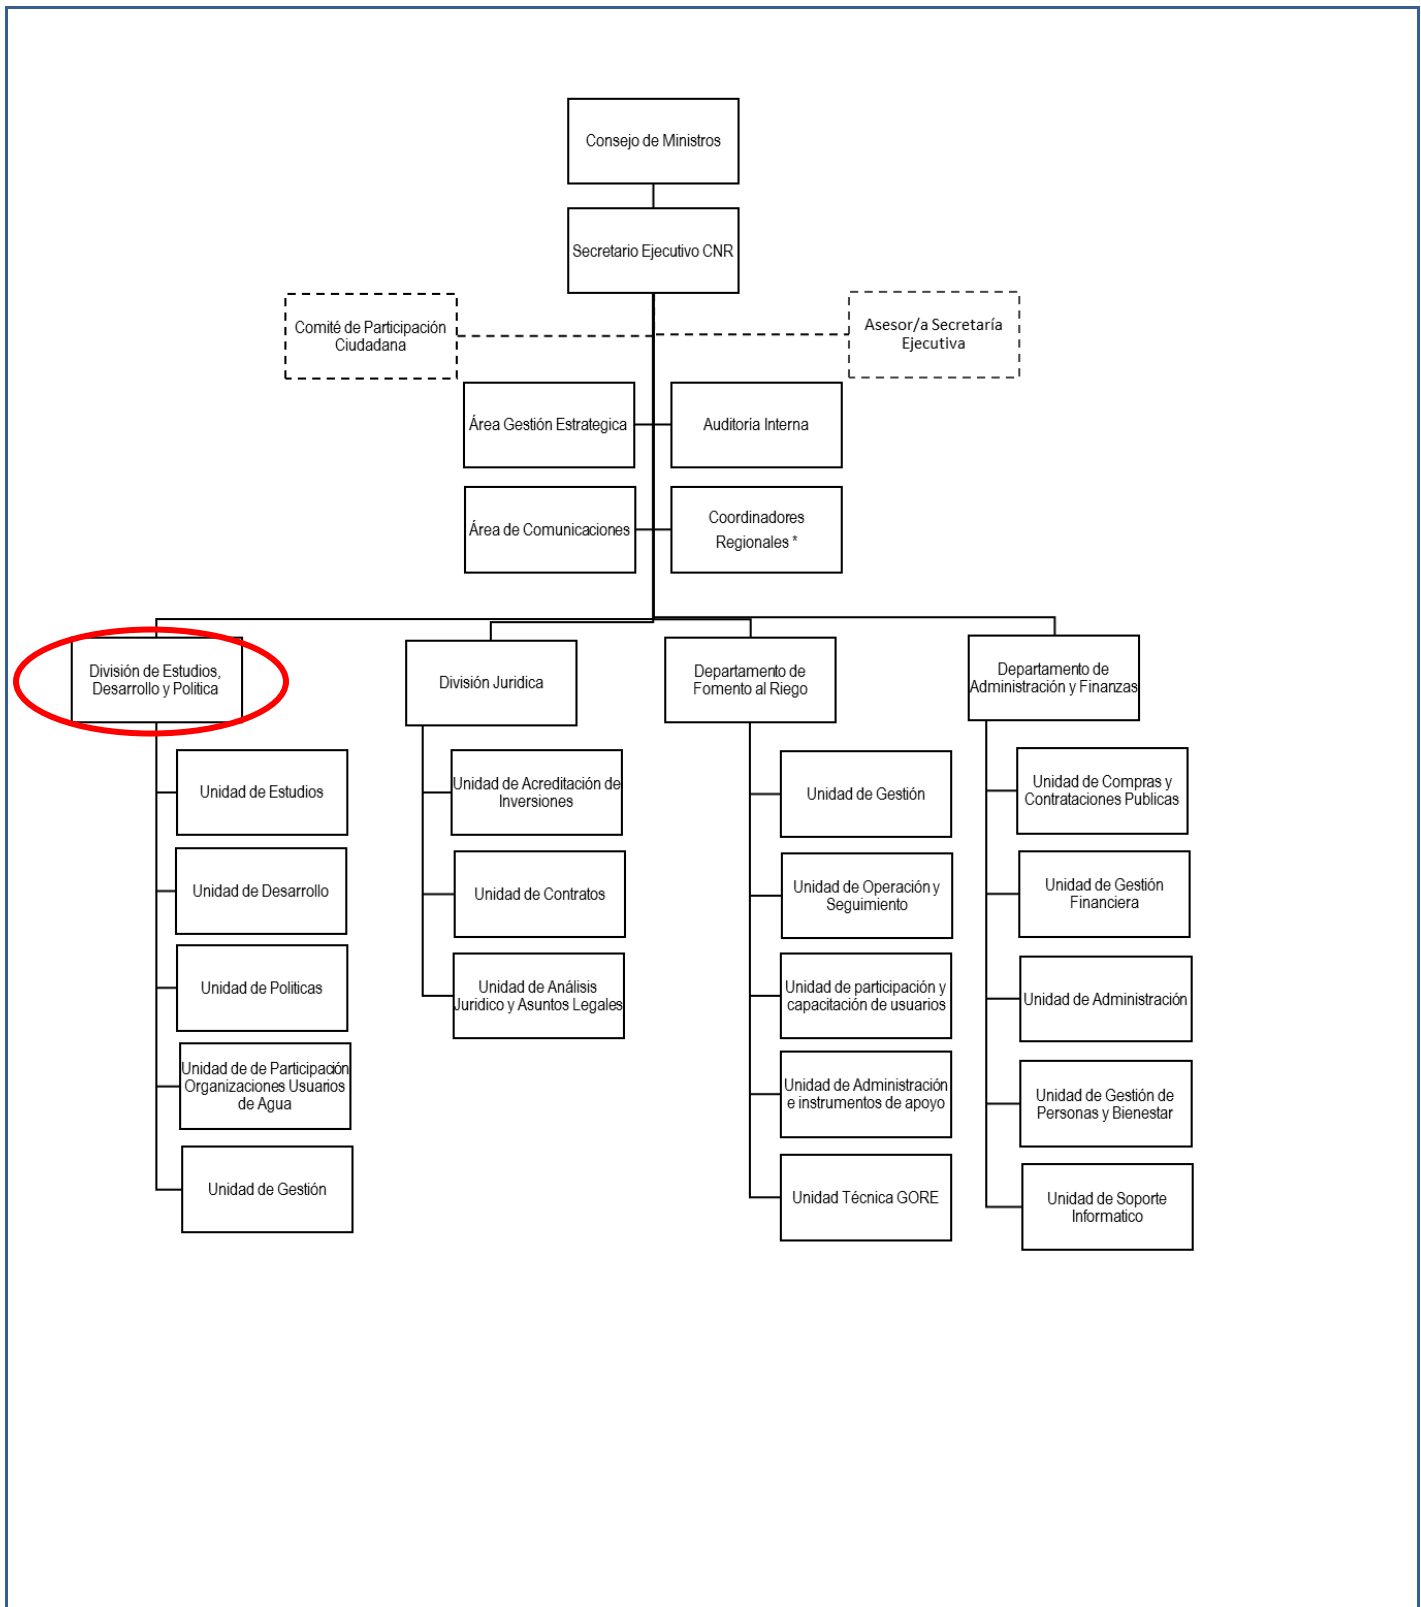 Consejo de Ministros
Secretario Ejecutivo CNR
Comité de Participación
Ciudadana
Asesor/a Secretaría
Ejecutiva
Área Gestión Estrategica
Auditoría Interna
Área de Comunicaciones
Coordinadores
Regionales *
División de Estudios,
Desarrollo y Politica
Unidad de Estudios
Unidad de Desarrollo
Unidad de Politicas
Unidad de de Participación
Organizaciones Usuarios
de Agua
Unidad de Gestión
División Juridica
Unidad de Acreditación de
Inversiones
Unidad de Contratos
Unidad de Análisis
Juridico y Asuntos Legales
Departamento de
Fomento al Riego
Unidad de Gestión
Unidad de Operación y
Seguimiento
Unidad de participación y
capacitación de usuarios
Unidad de Administración
e instrumentos de apoyo
Unidad Técnica GORE
Departamento de
Administración y Finanzas
Unidad de Compras y
Contrataciones Publicas
Unidad de Gestión
Financiera
Unidad de Administración
Unidad de Gestión de
Personas y Bienestar
Unidad de Soporte
Informatico